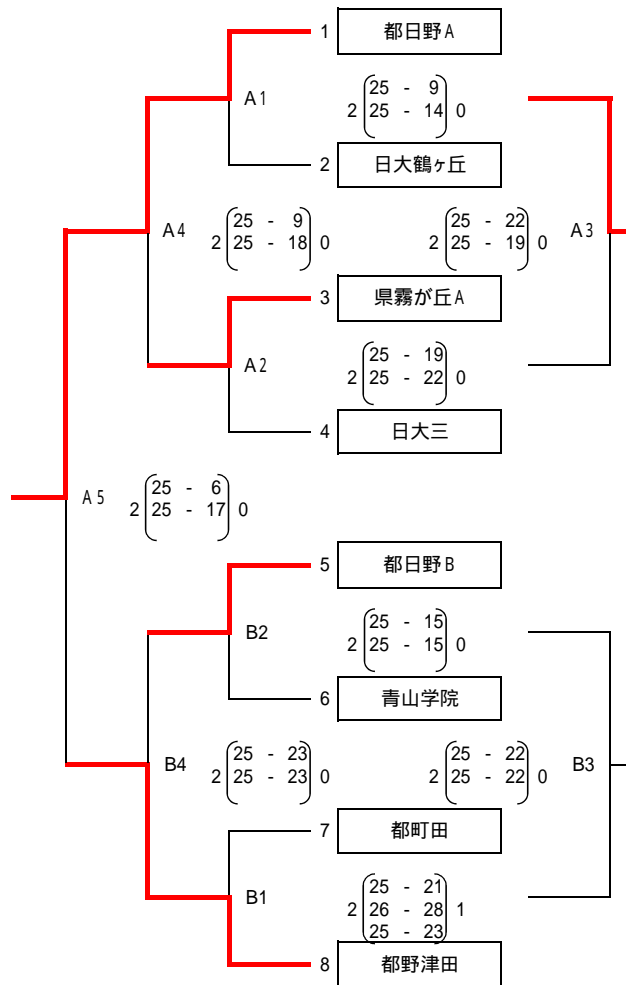 1 都日野A
A1
2 25 - 9 0
25 - 14
2 日大鶴ヶ丘
A4
2 25 - 9 0
25 - 18
2 25 - 22 0
25 - 19
A3
3 県霧が丘A
A2
2 25 - 19 0
25 - 22
4 日大三
A5
2 25 - 6 0
25 - 17
5 都日野B
B2
2 25 - 15 0
25 - 15
6 青山学院
B4
2 25 - 23 0
25 - 23
2 25 - 22 0
25 - 22
B3
7 都町田
B1
25 - 21
2 26 - 28 1
25 - 23
8 都野津田